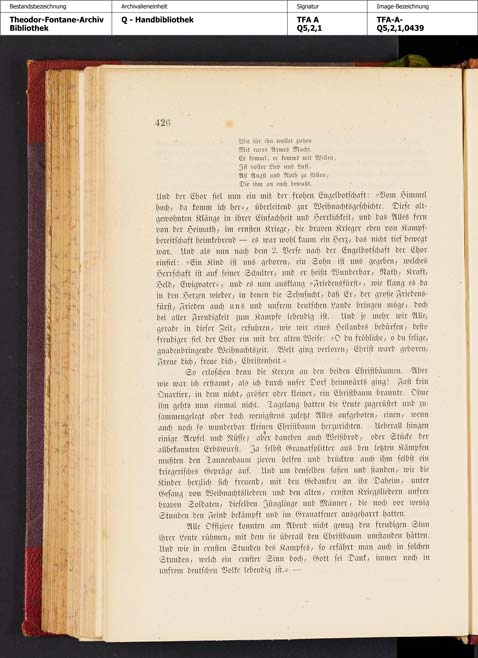 Bestandsbezeichnung
Archivalieneinheit
Signatur
Image-Bezeichnung
Theodor-Fontane-Archiv
Bibliothek
Q - Handbibliothek
TFA A
Q5,2,1
TFA-A-
Q5,2,1,0439
426
Wie ihr ihn wollet ziehen
Mit eures Armes Macht
Er kommt, er kommt mit Willen,
Ist voller Lieb und Lust,
All Angst und Noth zu stillen,
Die ihm an euch bewußt.
Und der Chor fiel nun ein mit der frohen Engelbotschaft: »Vom Himmel
hoch, da komm ich her«, überleitend zur Weihnachtsgeschichte. Diese alt-
gewohnten Klänge in ihrer Einfachheit und Herrlichkeit, und das Alles fern
von der Heimath, im ernsten Kriege, die braven Krieger eben von Kampf-
bereitschaft heimkehrend — es war wohl kaum ein Herz, das nicht tief bewegt
war. Und als nun nach dem 2. Verse nach der Engelbotschaft der Chor
einfiel: »Ein Kind ist uns geboren, ein Sohn ist uns gegeben, welches
Herrschaft ist auf seiner Schulter, und er heißt Wunderbar, Rath, Kraft,
Held, Ewigvater«, und es nun ausklang »Friedensfürst«, wie klang es da
in den Herzen wieder, in denen die Sehnsucht, daß Er, der große Friedens-
fürst, Frieden auch uns und unsrem deutschen Lande bringen möge, doch
bei aller Freudigkeit zum Kampfe lebendig ist. Und je mehr wir Alle,
gerade in dieser Zeit, erfuhren, wie wir eines Heilandes bedürfen, desto
freudiger fiel der Chor ein mit der alten Weise: »O du fröhliche, o du selige,
gnadenbringende Weihnachtszeit. Welt ging verloren, Christ ward geboren,
Freue dich, freue dich, Christenheit.«
So erloschen denn die Kerzen an den beiden Christbäumen. Aber
wie war ich erstaunt, als ich durch unser Dorf heimwärts ging! Fast kein
Quartier, in dem nicht, größer oder kleiner, ein Christbaum brannte. Ohne
ihn gehts nun einmal nicht. Tagelang hatten die Leute zugerüstet und zu-
sammengelegt oder doch wenigstens zuletzt Alles aufgeboten, einen, wenn
auch noch so wunderbar kleinen Christbaum herzurichten. Ueberall hingen
einige Aepfel und Nüsse, aber daneben auch Weißbrod, oder Stücke der
allbekannten Erbswurst. Ja selbst Granatsplitter aus den letzten Kämpfen
mußten den Tannenbaum zieren helfen und drückten auch ihm selbst ein
kriegerisches Gepräge auf. Und um denselben saßen und standen, wie die
Kinder herzlich sich freuend, mit den Gedanken an ihr Daheim, unter
Gesang von Weihnachtsliedern und den alten, ernsten Kriegsliedern unsrer
braven Soldaten, dieselben Jünglinge und Männer, die noch vor wenig
Stunden den Feind bekämpft und im Granatfeuer ausgeharrt hatten.
Alle Offiziere konnten am Abend nicht genug den freudigen Sinn
ihrer Leute rühmen, mit dem sie überall den Christbaum umstanden hätten.
Und wie in ernsten Stunden des Kampfes, so erfährt man auch in solchen
Stunden, welch ein ernster Sinn doch, Gott sei Dank, immer noch in
unsrem deutschen Volke lebendig ist.« —